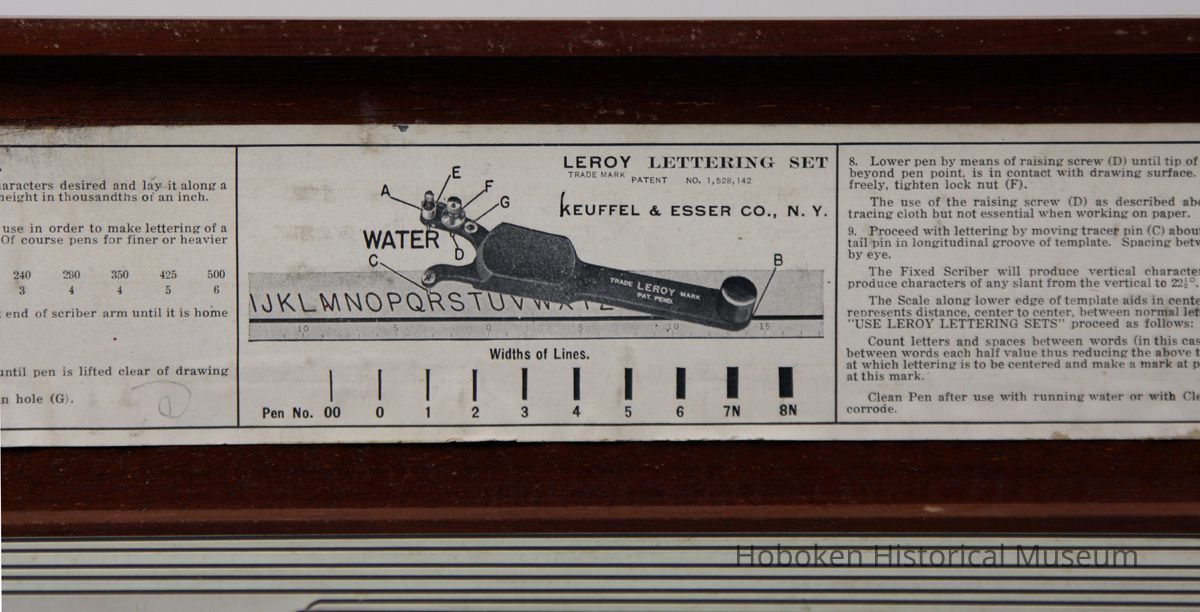 characters desired and lay it along a
height in thousandths of an inch.
use in order to make lettering of a
Of course pens for finer or heavier
240 290 350 425 500
3 4 4 5 6
end of scriber arm until it is home
until pen is lifted clear of drawing
n hole (G).
LEROY LETTERING SET
TRADE MARK PATENT NO. 1,528,142
KEUFFEL & ESSER CO., N. Y.
A E F G
WATER D
C B
TRADE LEROY MARK
PAT. PEND.
IJKLMNOPQRSTUVWXYZ
10 5 0 5 10 15
Widths of Lines.
Pen No. 00 0 1 2 3 4 5 6 7N 8N
8. Lower pen by means of raising screw (D) until tip of
beyond pen point, is in contact with drawing surface.
freely, tighten lock nut (F).
The use of the raising screw (D) as described abo
tracing cloth but not essential when working on paper.
9. Proceed with lettering by moving tracer pin (C) about
tail pin in longitudinal groove of template. Spacing betw
by eye.
The Fixed Scriber will produce vertical character
produce characters of any slant from the vertical to 22½°.
The Scale along lower edge of template aids in cente
represents distance, center to center, between normal lett
"USE LEROY LETTERING SETS" proceed as follows:
Count letters and spaces between words (in this cas
between words each half value thus reducing the above t
at which lettering is to be centered and make a mark at p
at this mark.
Clean Pen after use with running water or with Cle
corrode.
Hoboken Historical Museum